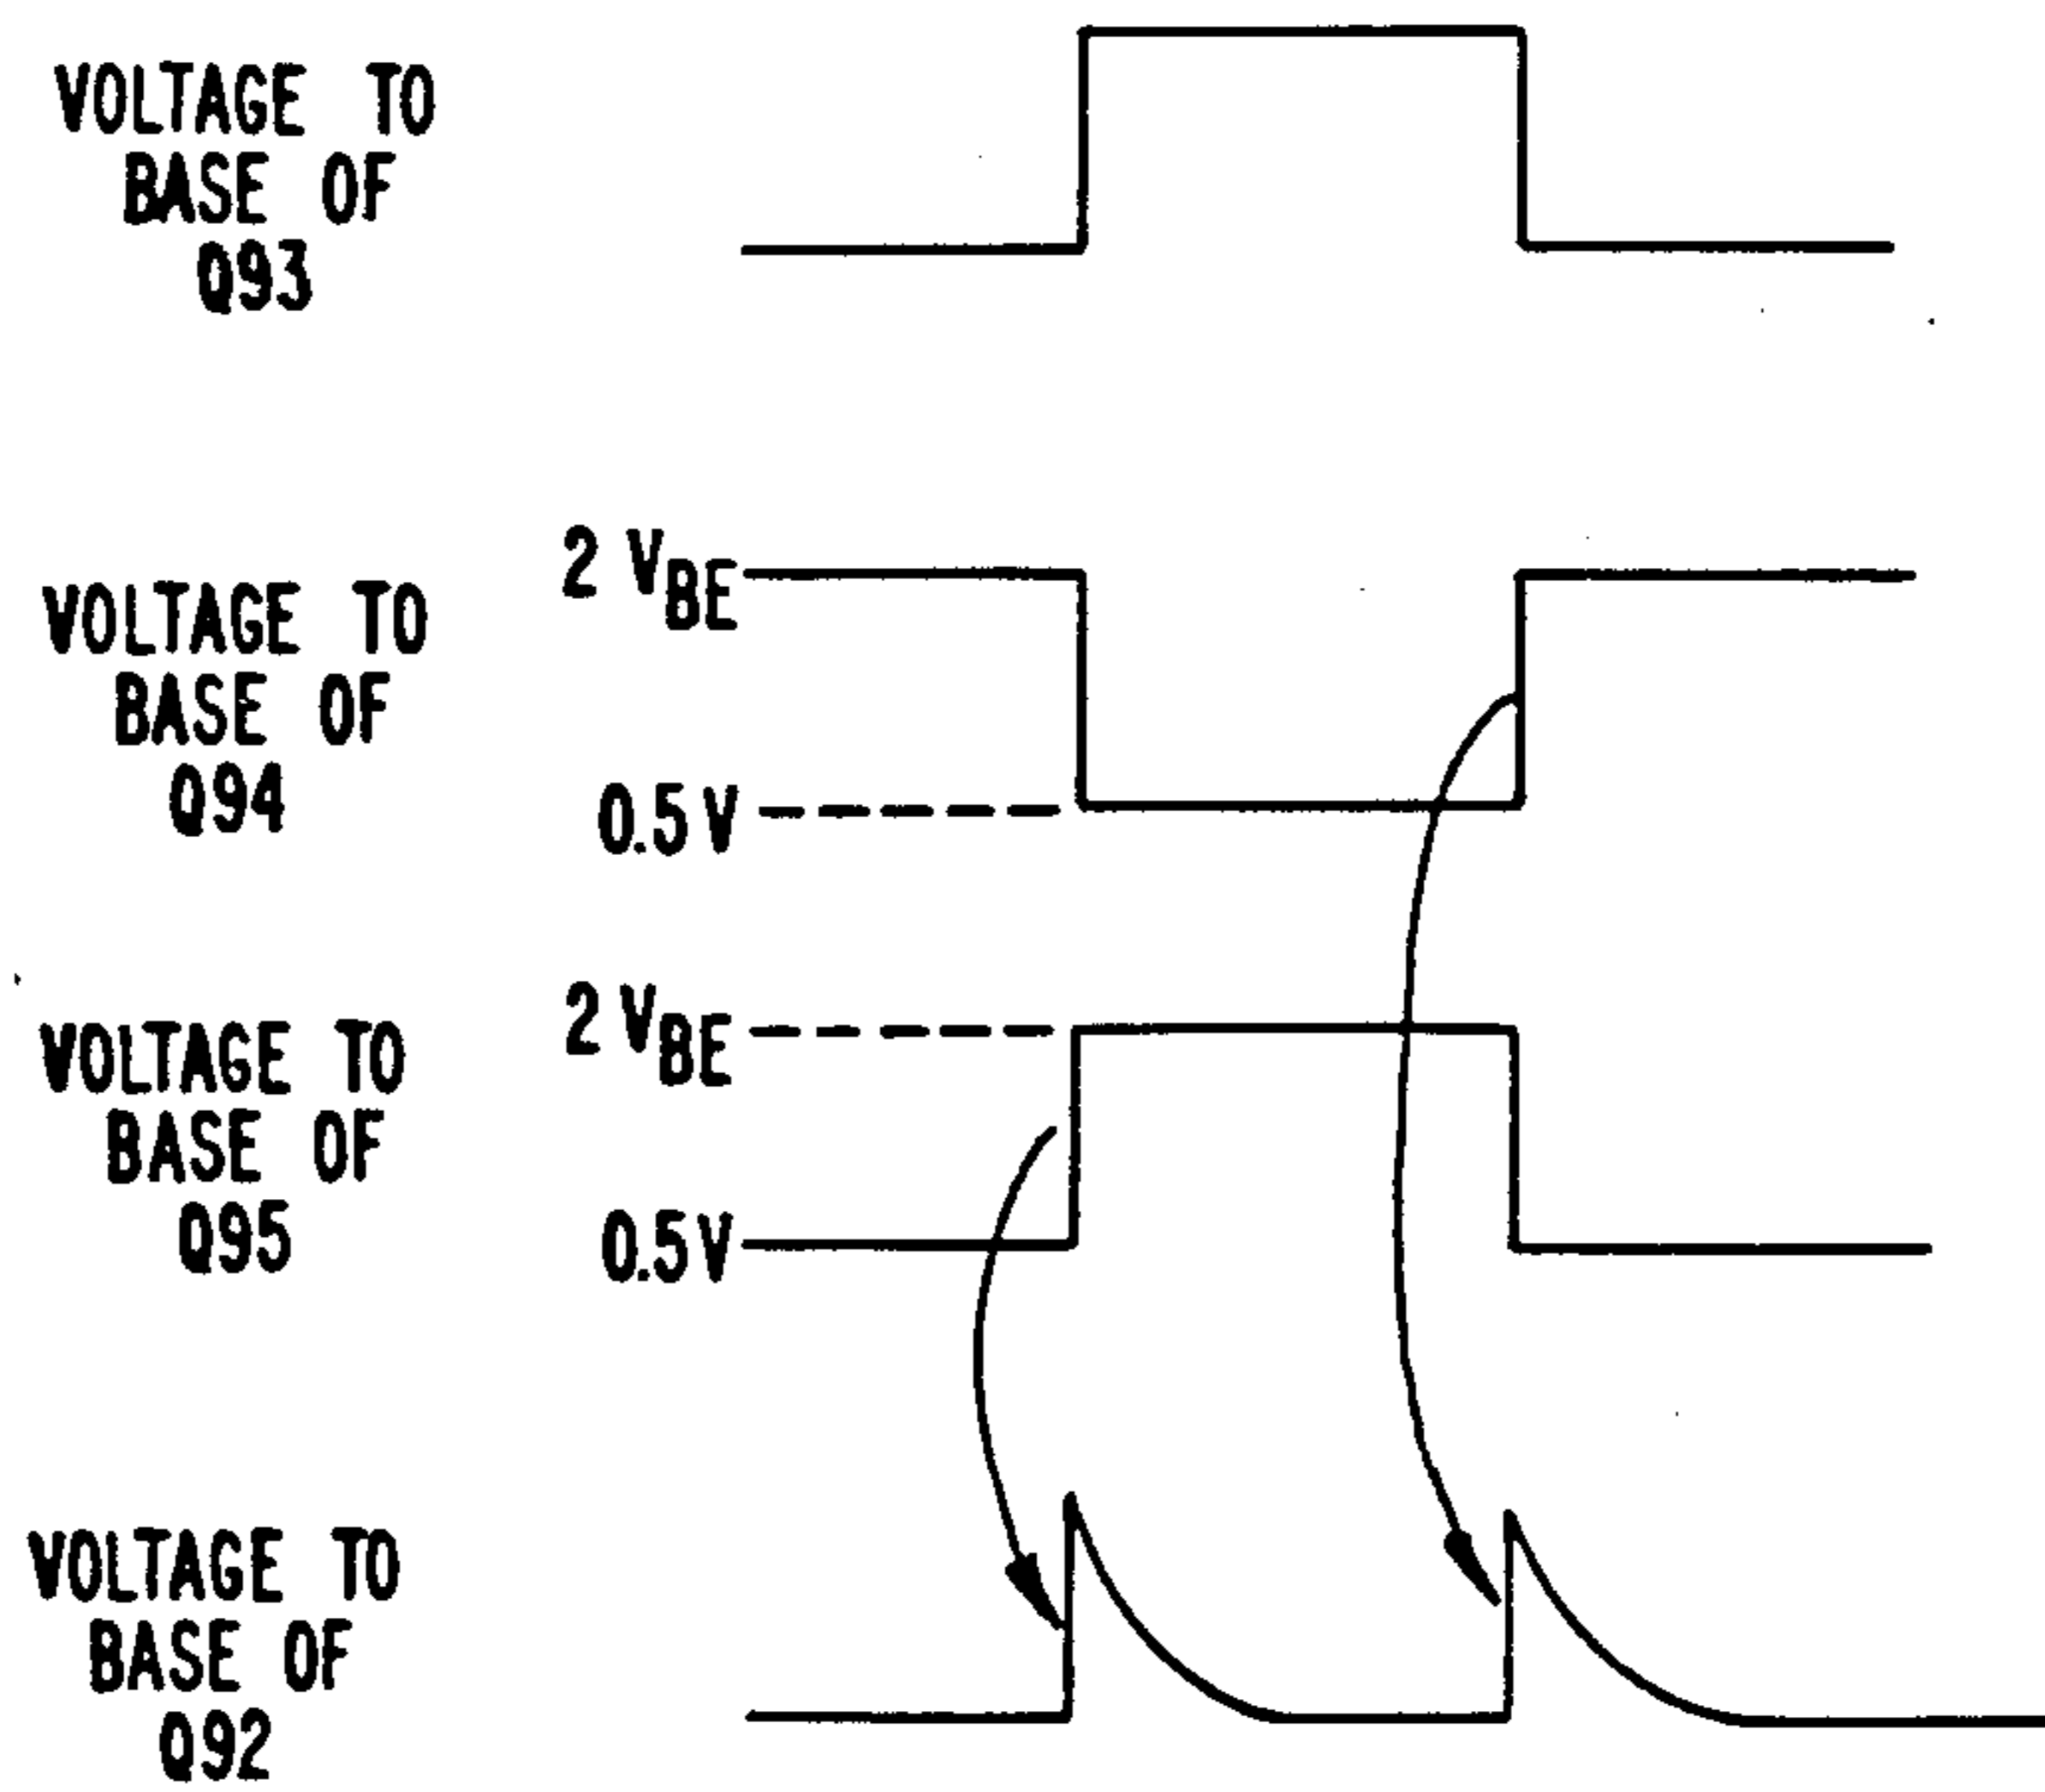 VOLTAGE TO
BASE OF
Q93
2 VBE
VOLTAGE TO
BASE OF
Q94
0.5 V
2 VBE
VOLTAGE TO
BASE OF
Q95
0.5 V
VOLTAGE TO
BASE OF
Q92